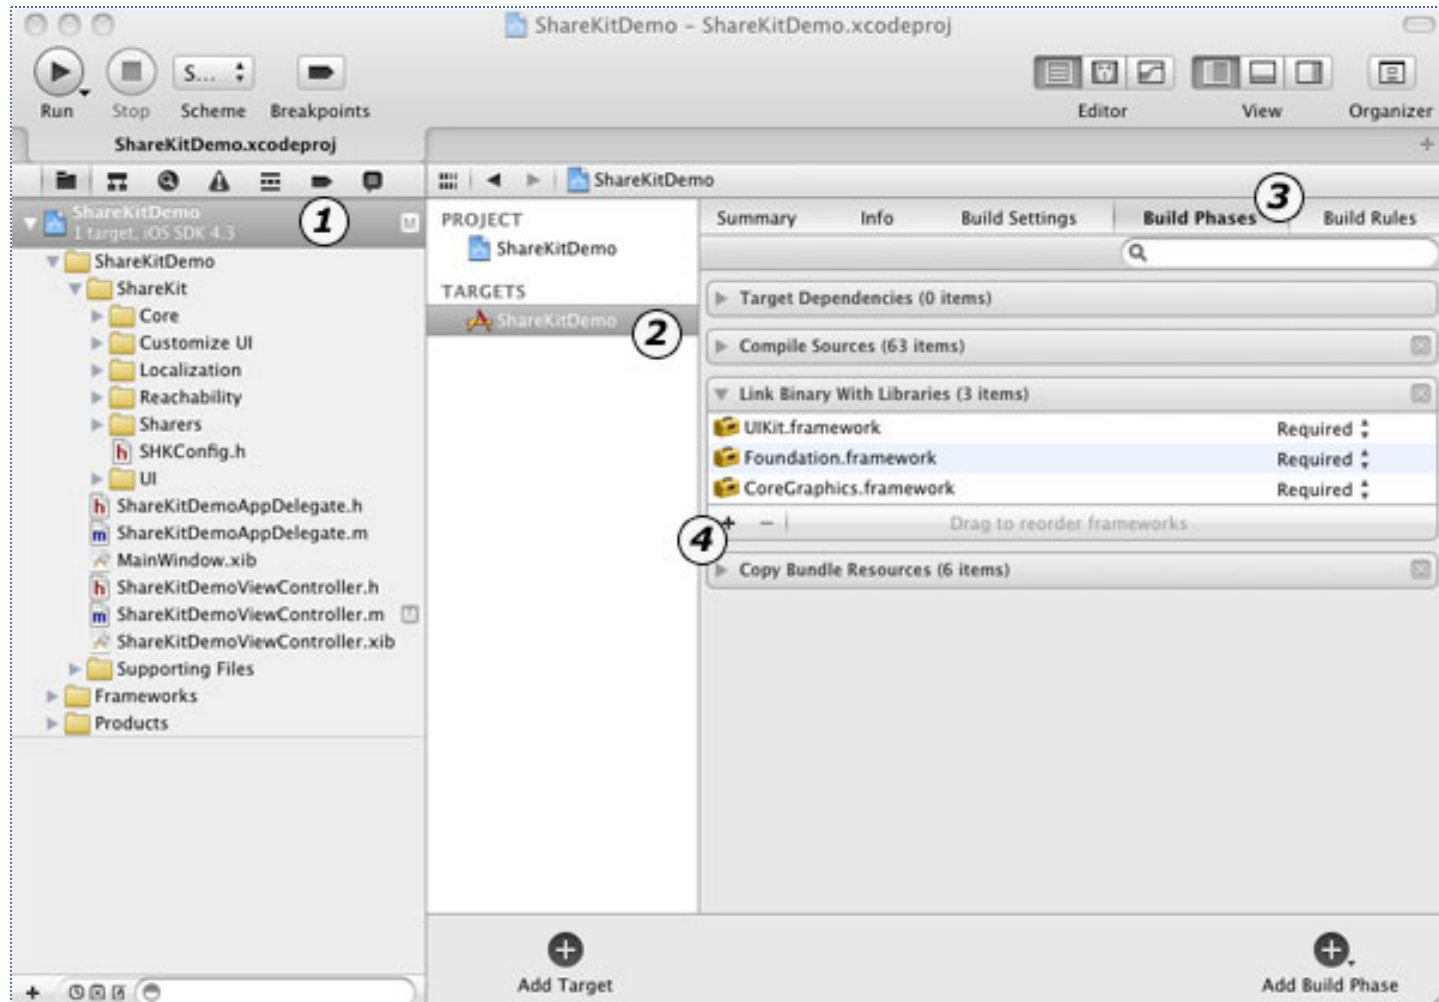 ShareKitDemo – ShareKitDemo.xcodeproj
S...
Run Stop Scheme Breakpoints Editor View Organizer
ShareKitDemo.xcodeproj
ShareKitDemo
1 target, iOS SDK 4.3
1
M
ShareKitDemo
ShareKit
Core
Customize UI
Localization
Reachability
Sharers
h SHKConfig.h
UI
h ShareKitDemoAppDelegate.h
m ShareKitDemoAppDelegate.m
MainWindow.xib
h ShareKitDemoViewController.h
m ShareKitDemoViewController.m
ShareKitDemoViewController.xib
Supporting Files
Frameworks
Products
ShareKitDemo
PROJECT
ShareKitDemo
TARGETS
ShareKitDemo
2
Summary Info Build Settings Build Phases Build Rules
3
Target Dependencies (0 items)
Compile Sources (63 items)
Link Binary With Libraries (3 items)
UIKit.framework Required
Foundation.framework Required
CoreGraphics.framework Required
+ – Drag to reorder frameworks
4
Copy Bundle Resources (6 items)
Add Target
Add Build Phase